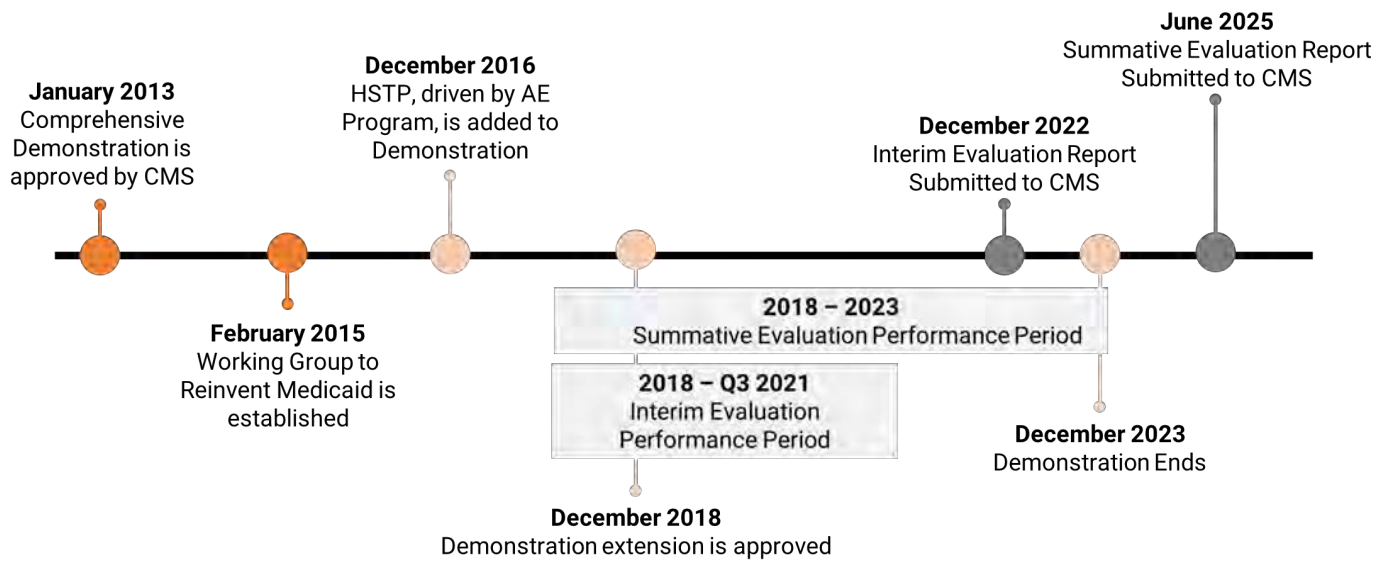 January 2013
Comprehensive
Demonstration is
approved by CMS
February 2015
Working Group to
Reinvent Medicaid is
established
December 2016
HSTP, driven by AE
Program, is added to
Demonstration
2018 – 2023
Summative Evaluation Performance Period
2018 – Q3 2021
Interim Evaluation
Performance Period
December 2018
Demonstration extension is approved
December 2022
Interim Evaluation Report
Submitted to CMS
December 2023
Demonstration Ends
June 2025
Summative Evaluation Report
Submitted to CMS